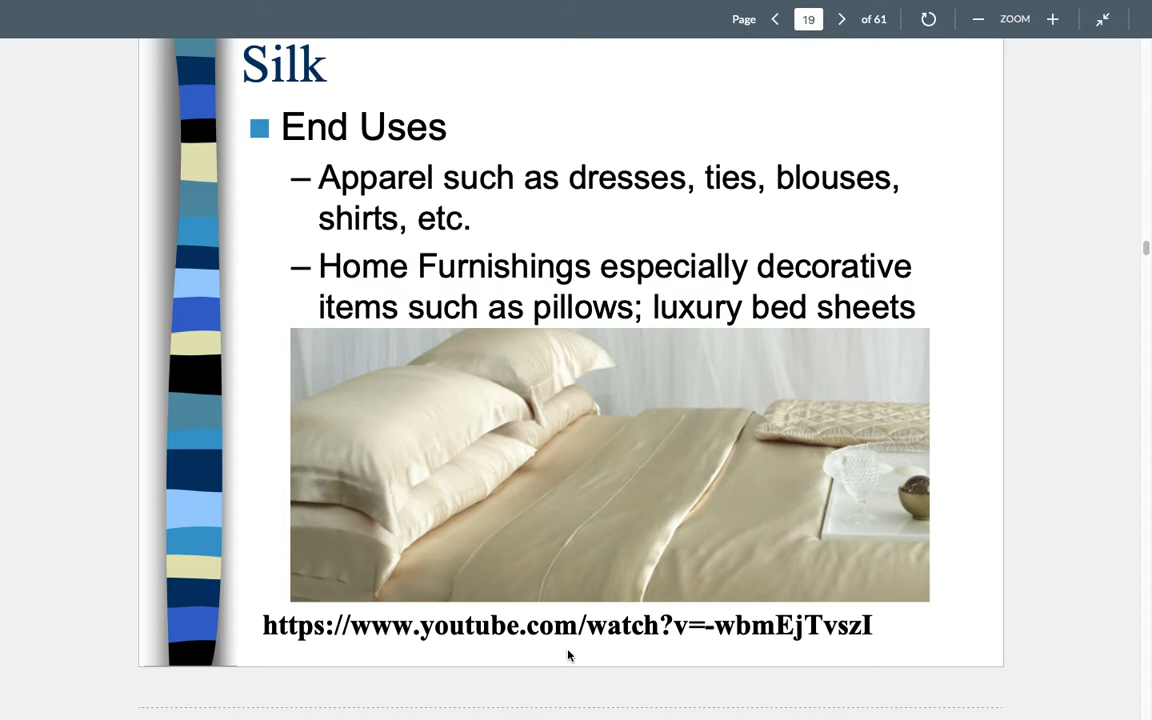 Page 19 of 61 ZOOM
Silk
End Uses
– Apparel such as dresses, ties, blouses,
shirts, etc.
– Home Furnishings especially decorative
items such as pillows; luxury bed sheets
https://www.youtube.com/watch?v=-wbmEjTvszI